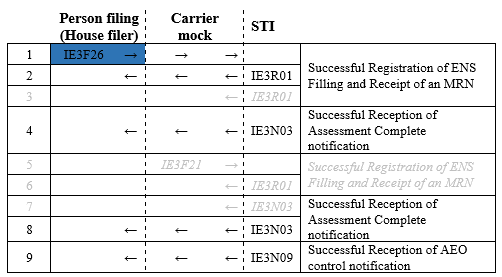 Person filing
(House filer)
Carrier
mock
STI
1 IE3F26 → → → Successful Registration of ENS
Filling and Receipt of an MRN
2 ← ← ← IE3R01
3 ← IE3R01
4 ← ← ← IE3N03 Successful Reception of
Assessment Complete
notification
5 IE3F21 → Successful Registration of ENS
Filling and Receipt of an MRN
6 ← IE3R01
7 ← IE3N03 Successful Reception of
Assessment Complete
notification
8 ← ← ← IE3N03
9 ← ← ← IE3N09 Successful Reception of AEO
control notification